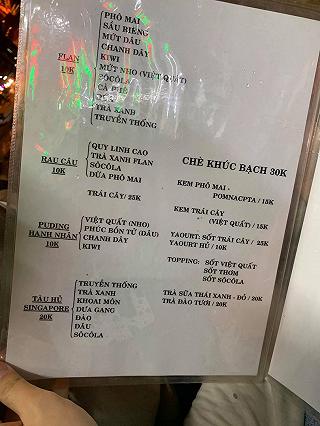 PHÔ MAI
SẦU RIÊNG
MỨT DÂU
CHANH DÂY
KIWI
MỨT NHO (VIỆT QUẤT)
SÔCÔLA
CÀ PHÊ
TRÀ XANH
TRUYỀN THỐNG
FLAN
10K
QUY LINH CAO
TRÀ XANH FLAN
SÔCÔLA
DỪA PHÔ MAI
RAU CÂU
10K
TRÁI CÂY/ 25K
VIỆT QUẤT (NHO)
PHÚC BỒN TỬ (DÂU)
CHANH DÂY
KIWI
PUDING
HẠNH NHÂN
10K
TRUYỀN THỐNG
TRÀ XANH
KHOAI MÔN
DƯA GANG
ĐÀO
DÂU
SÔCÔLA
TÀU HỦ
SINGAPORE
20K
CHÈ KHÚC BẠCH 30K
KEM PHÔ MAI -
POMNACPTA / 15K
KEM TRÁI CÂY
(VIỆT QUẤT) / 15K
YAOURT: SỐT TRÁI CÂY / 25K
YAOURT HỦ / 10K
TOPPING: SỐT VIỆT QUẤT
SỐT THƠM
SỐT SÔCÔLA
TRÀ SỮA THÁI XANH - ĐỎ / 20K
TRÀ ĐÀO TƯƠI / 20K